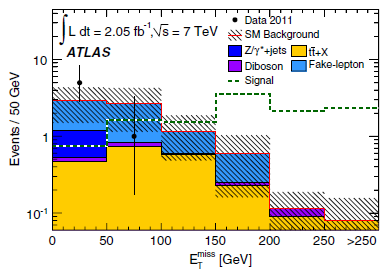 ∫ L dt = 2.05 fb⁻¹, √s = 7 TeV
ATLAS
Data 2011
SM Background
Z/γ*+jets
tt̄+X
Diboson
Fake-lepton
Signal
Events / 50 GeV
10
1
10⁻¹
0
50
100
150
200
250
>250
E_T^miss [GeV]